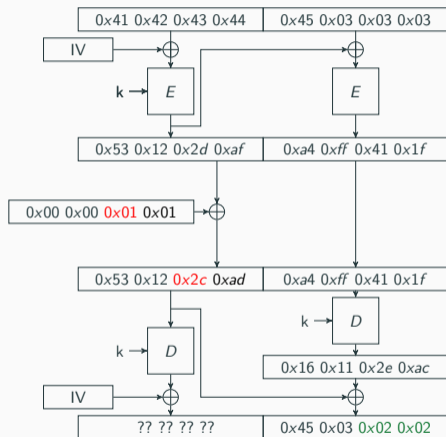 0x41 0x42 0x43 0x44 0x45 0x03 0x03 0x03
IV
k E E
0x53 0x12 0x2d 0xaf 0xa4 0xff 0x41 0x1f
0x00 0x00 0x01 0x01
0x53 0x12 0x2c 0xad 0xa4 0xff 0x41 0x1f
k D
k D
0x16 0x11 0x2e 0xac
IV
?? ?? ?? ?? 0x45 0x03 0x02 0x02